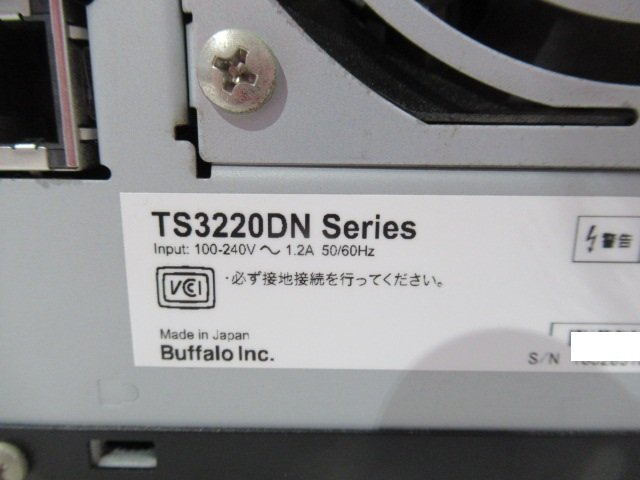 TS3220DN Series
Input: 100-240V ～ 1.2A 50/60Hz
警告
VCI
・必ず接地接続を行ってください。
Made in Japan
Buffalo Inc.
S/N